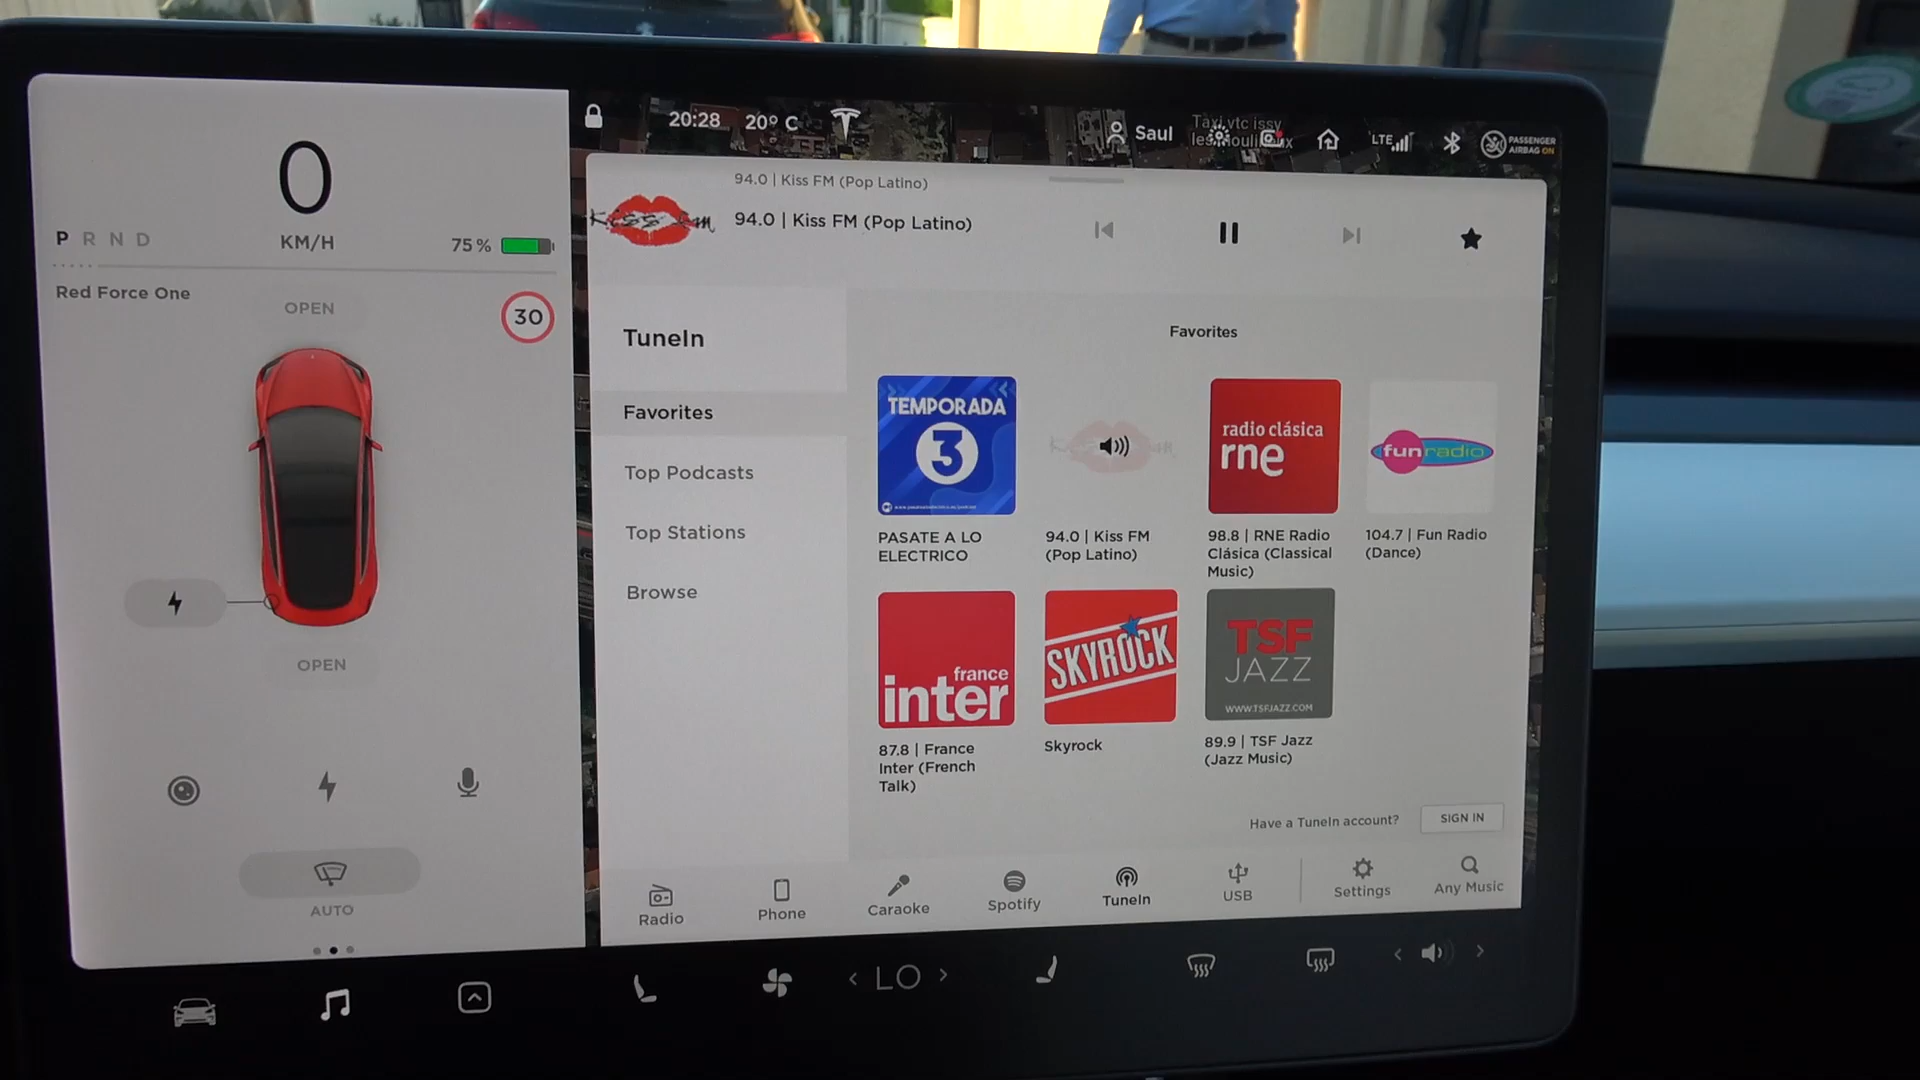 0
KM/H
P R N D
75 %
Red Force One
OPEN
30
OPEN
AUTO
20:28
20° C
Saul
Taxi vtc issy
LTE
PASSENGER
AIRBAG ON
94.0 | Kiss FM (Pop Latino)
94.0 | Kiss FM (Pop Latino)
Kiss fm
TuneIn
Favorites
Top Podcasts
Top Stations
Browse
Favorites
TEMPORADA
3
PASATE A LO
ELECTRICO
94.0 | Kiss FM
(Pop Latino)
radio clásica
rne
98.8 | RNE Radio
Clásica (Classical
Music)
fun radio
104.7 | Fun Radio
(Dance)
france
inter
87.8 | France
Inter (French
Talk)
SKYROCK
Skyrock
TSF
JAZZ
WWW.TSFJAZZ.COM
89.9 | TSF Jazz
(Jazz Music)
Have a TuneIn account?
SIGN IN
Radio
Phone
Caraoke
Spotify
TuneIn
USB
Settings
Any Music
LO